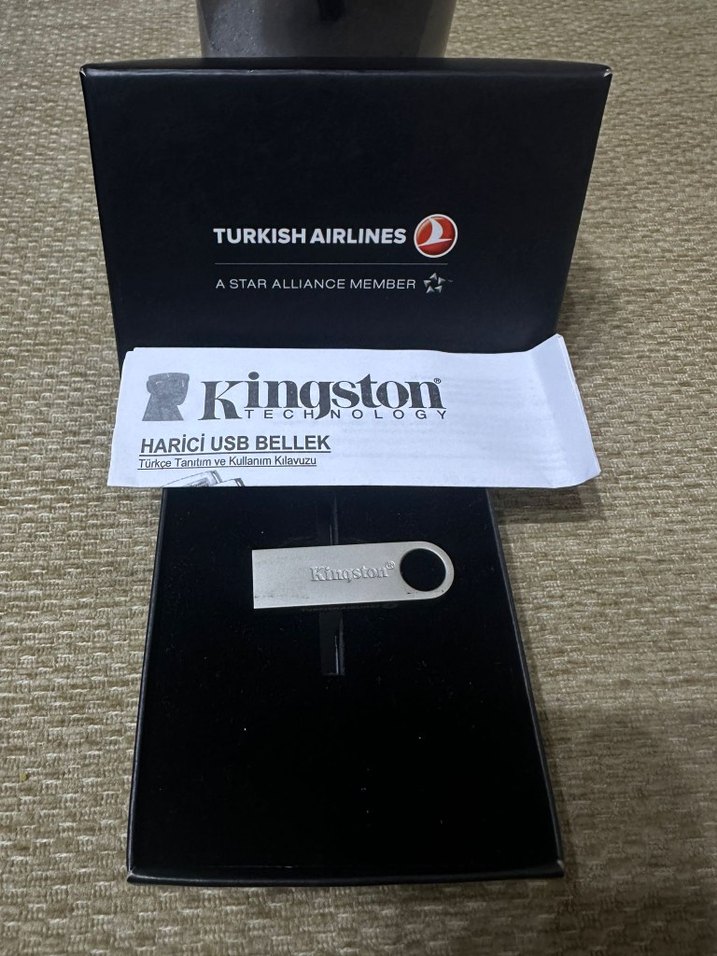 TURKISH AIRLINES
A STAR ALLIANCE MEMBER
Kingston®
TECHNOLOGY
HARİCİ USB BELLEK
Türkçe Tanıtım ve Kullanım Kılavuzu
Kingston®